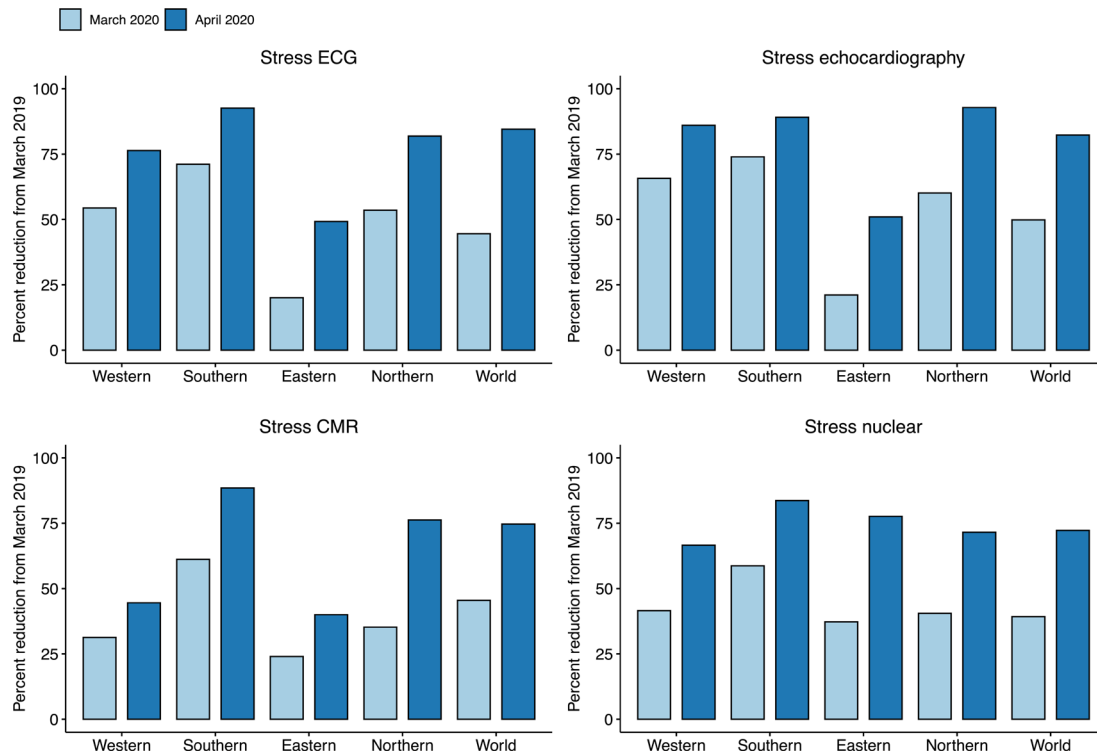 March 2020 April 2020
Stress ECG
Percent reduction from March 2019
100
75
50
25
0
Western Southern Eastern Northern World
Stress echocardiography
Percent reduction from March 2019
100
75
50
25
0
Western Southern Eastern Northern World
Stress CMR
Percent reduction from March 2019
100
75
50
25
0
Western Southern Eastern Northern World
Stress nuclear
Percent reduction from March 2019
100
75
50
25
0
Western Southern Eastern Northern World